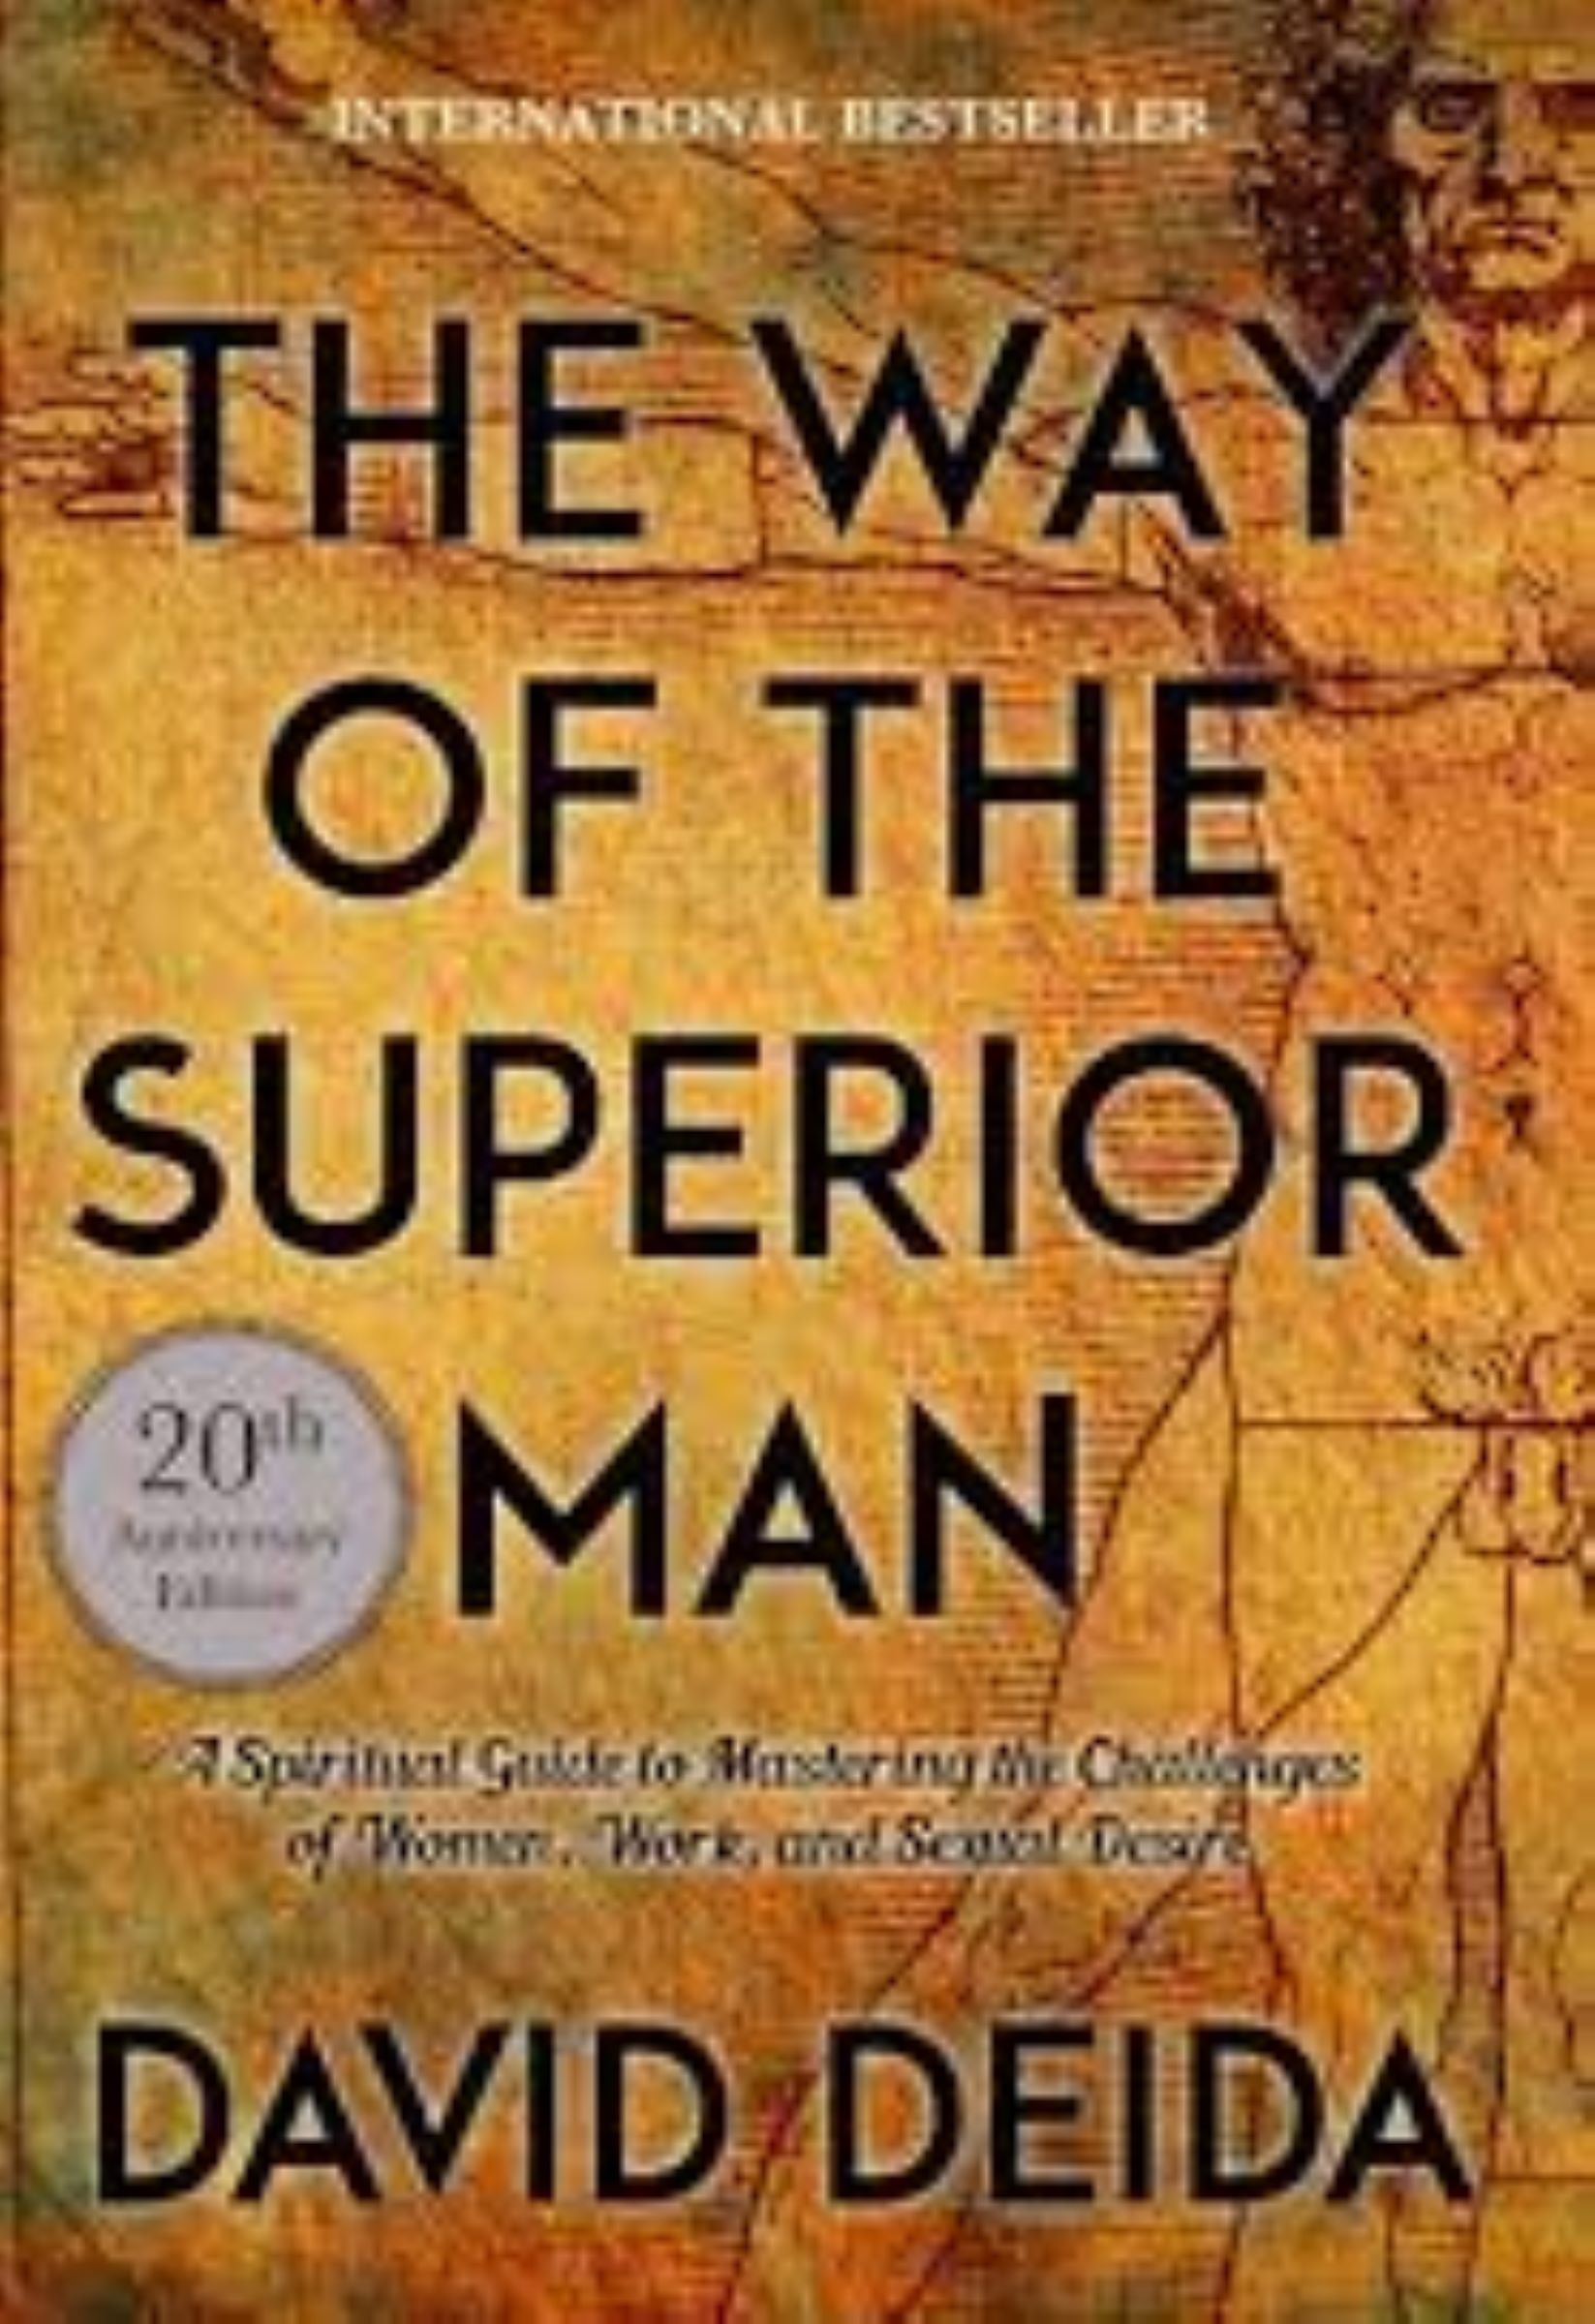 INTERNATIONAL BESTSELLER
THE WAY
OF THE
SUPERIOR
20th
Anniversary
Edition
MAN
A Spiritual Guide to Mastering the Challenges
of Women, Work, and Sexual Desire
DAVID DEIDA